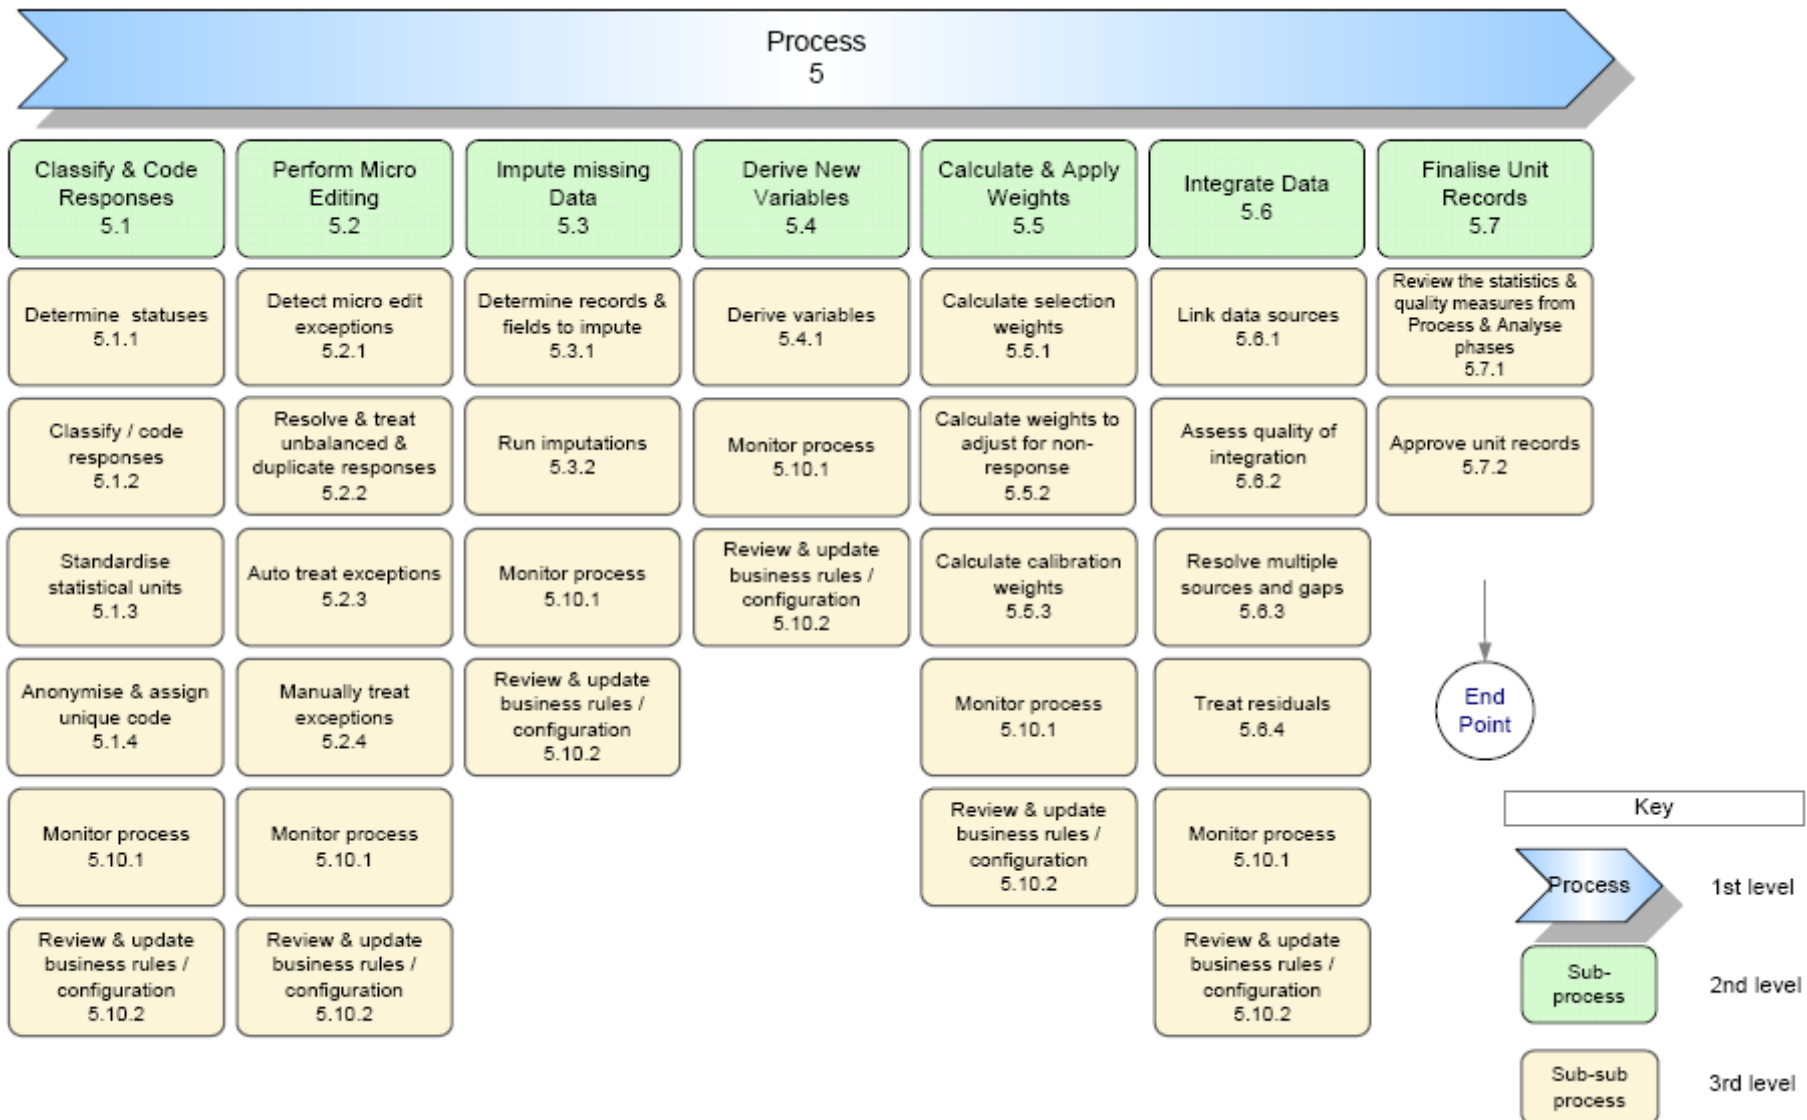 Process
5
Classify & Code
Responses
5.1
Determine statuses
5.1.1
Classify / code
responses
5.1.2
Standardise
statistical units
5.1.3
Anonymise & assign
unique code
5.1.4
Monitor process
5.10.1
Review & update
business rules /
configuration
5.10.2
Perform Micro
Editing
5.2
Detect micro edit
exceptions
5.2.1
Resolve & treat
unbalanced &
duplicate responses
5.2.2
Auto treat exceptions
5.2.3
Manually treat
exceptions
5.2.4
Monitor process
5.10.1
Review & update
business rules /
configuration
5.10.2
Impute missing
Data
5.3
Determine records &
fields to impute
5.3.1
Run imputations
5.3.2
Monitor process
5.10.1
Review & update
business rules /
configuration
5.10.2
Derive New
Variables
5.4
Derive variables
5.4.1
Monitor process
5.10.1
Review & update
business rules /
configuration
5.10.2
Calculate & Apply
Weights
5.5
Calculate selection
weights
5.5.1
Calculate weights to
adjust for non-
response
5.5.2
Calculate calibration
weights
5.5.3
Monitor process
5.10.1
Review & update
business rules /
configuration
5.10.2
Integrate Data
5.6
Link data sources
5.6.1
Assess quality of
integration
5.6.2
Resolve multiple
sources and gaps
5.6.3
Treat residuals
5.6.4
Monitor process
5.10.1
Review & update
business rules /
configuration
5.10.2
Finalise Unit
Records
5.7
Review the statistics &
quality measures from
Process & Analyse
phases
5.7.1
Approve unit records
5.7.2
End
Point
Key
Process
1st level
Sub-
process
2nd level
Sub-sub
process
3rd level